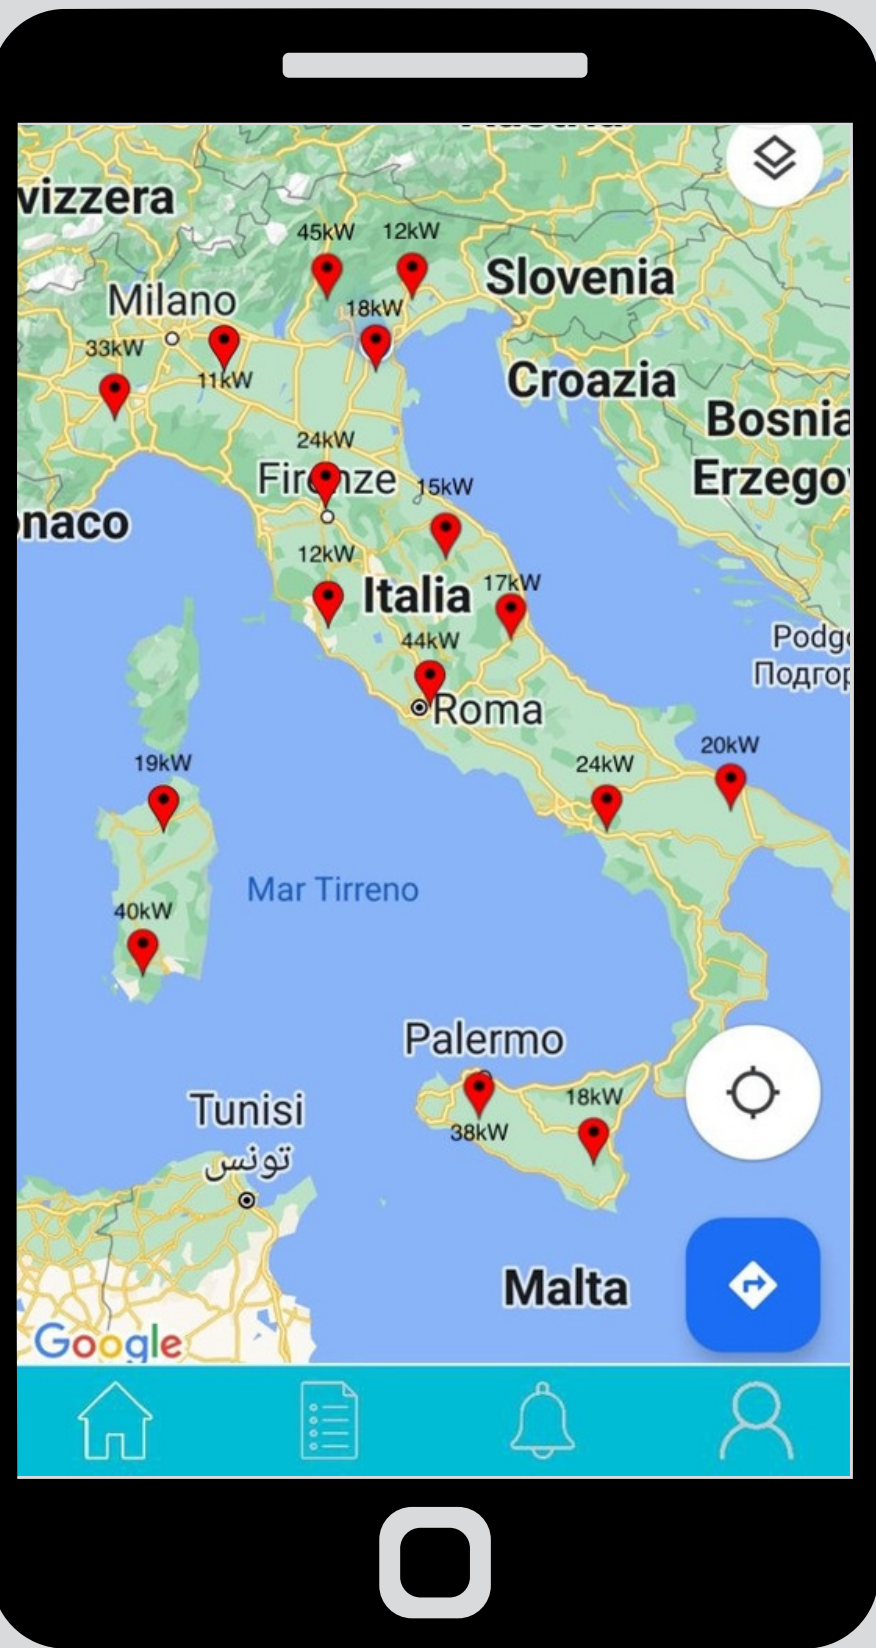 vizzera
45kW
12kW
Slovenia
Milano
18kW
33kW
11kW
Croazia
Bosnia
Erzego
24kW
Firenze
15kW
onaco
12kW
Italia
17kW
44kW
Podg
Подгор
Roma
19kW
24kW
20kW
Mar Tirreno
40kW
Palermo
38kW
18kW
Tunisi
تونس
Malta
Google